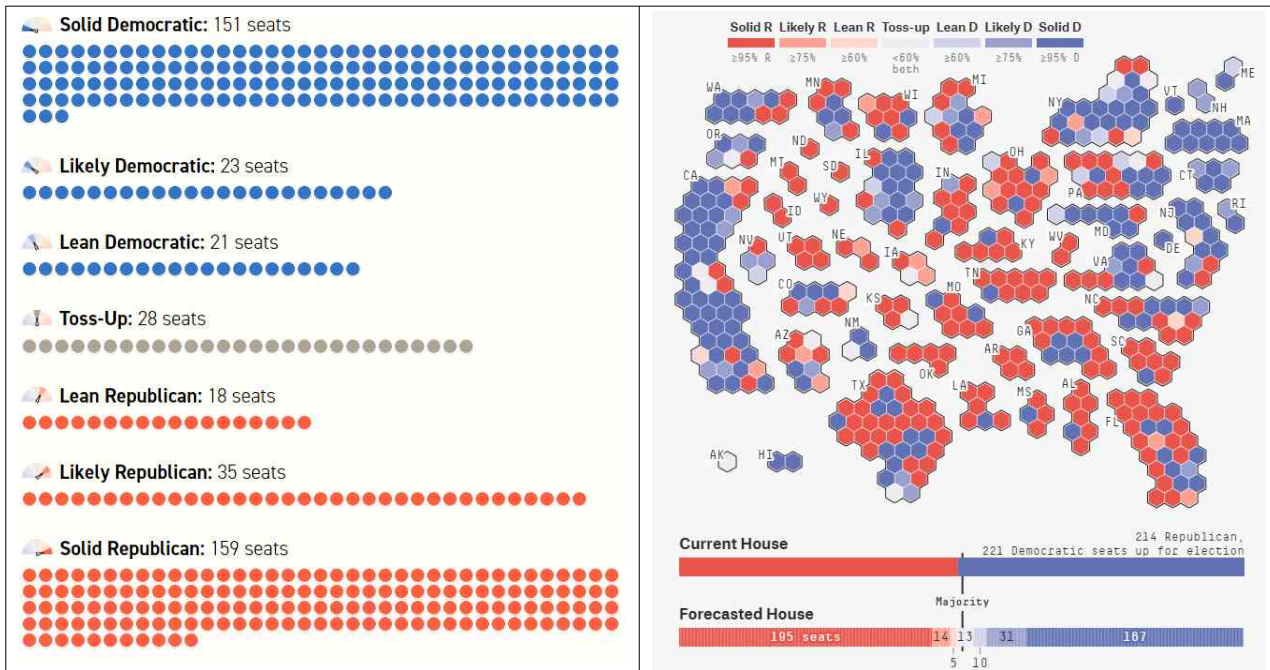 Solid Democratic: 151 seats
Likely Democratic: 23 seats
Lean Democratic: 21 seats
Toss-Up: 28 seats
Lean Republican: 18 seats
Likely Republican: 35 seats
Solid Republican: 159 seats
Solid R Likely R Lean R Toss-up Lean D Likely D Solid D
≥95% R ≥75% ≥60% <60% ≥60% ≥75% ≥95% D
both
ME
WA MN WI MI NY VT NH
MA
OR ND IL OH
MT SD IN PA CT
CA
WY ID NJ RI
MD
NV UT NE KY WV DE
IA VA
TN
CO KS MO NC
AZ NM GA SC
AR
OK
TX LA MS AL
FL
AK HI
214 Republican,
Current House 221 Democratic seats up for election
Majority
Forecasted House
195 seats 14 13 31 167
5 10